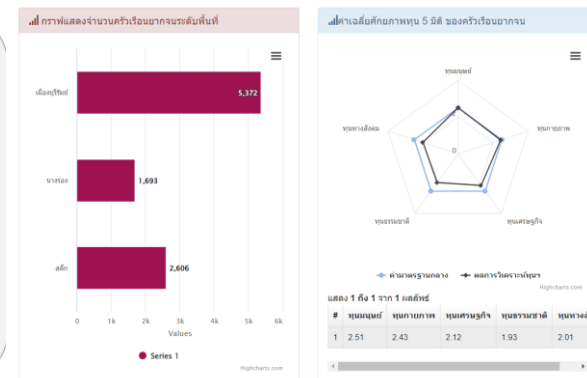 กราฟแสดงจำนวนครัวเรือนยากจนระดับพื้นที่
เมืองบุรีรัมย์
5,372
นางรอง
1,693
สตึก
2,606
0 1k 2k 3k 4k 5k 6k
Values
Series 1
Highcharts.com
ค่าเฉลี่ยศักยภาพทุน 5 มิติ ของครัวเรือนยากจน
ทุนมนุษย์
ทุนทางสังคม
ทุนกายภาพ
0
ทุนธรรมชาติ
ทุนเศรษฐกิจ
ค่ามาตรฐานกลาง ผลการวิเคราะห์ทุนฯ
Highcharts.com
แสดง 1 ถึง 1 จาก 1 ผลลัพธ์
# ทุนมนุษย์ ทุนกายภาพ ทุนเศรษฐกิจ ทุนธรรมชาติ ทุนทางสั
1 2.51 2.43 2.12 1.93 2.01